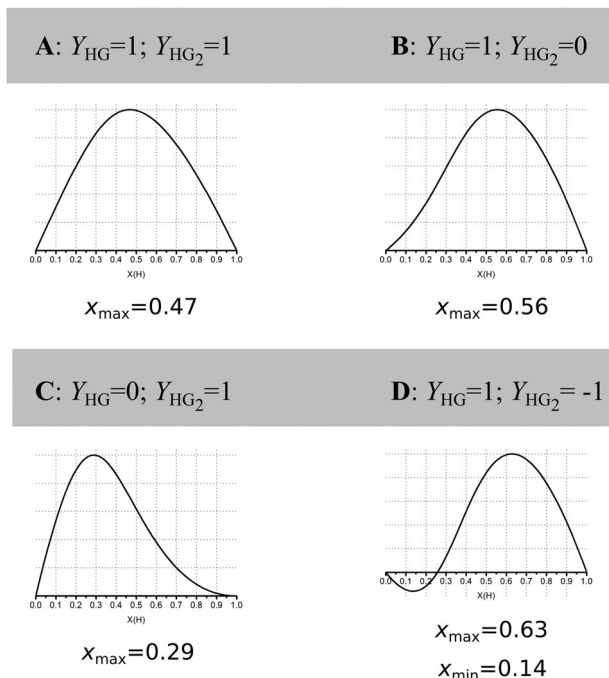 A: Y_HG=1; Y_HG₂=1
B: Y_HG=1; Y_HG₂=0
0.0 0.1 0.2 0.3 0.4 0.5 0.6 0.7 0.8 0.9 1.0
X(H)
x_max=0.47
0.0 0.1 0.2 0.3 0.4 0.5 0.6 0.7 0.8 0.9 1.0
X(H)
x_max=0.56
C: Y_HG=0; Y_HG₂=1
D: Y_HG=1; Y_HG₂= -1
0.0 0.1 0.2 0.3 0.4 0.5 0.6 0.7 0.8 0.9 1.0
X(H)
x_max=0.29
0.0 0.1 0.2 0.3 0.4 0.5 0.6 0.7 0.8 0.9 1.0
X(H)
x_max=0.63
x_min=0.14